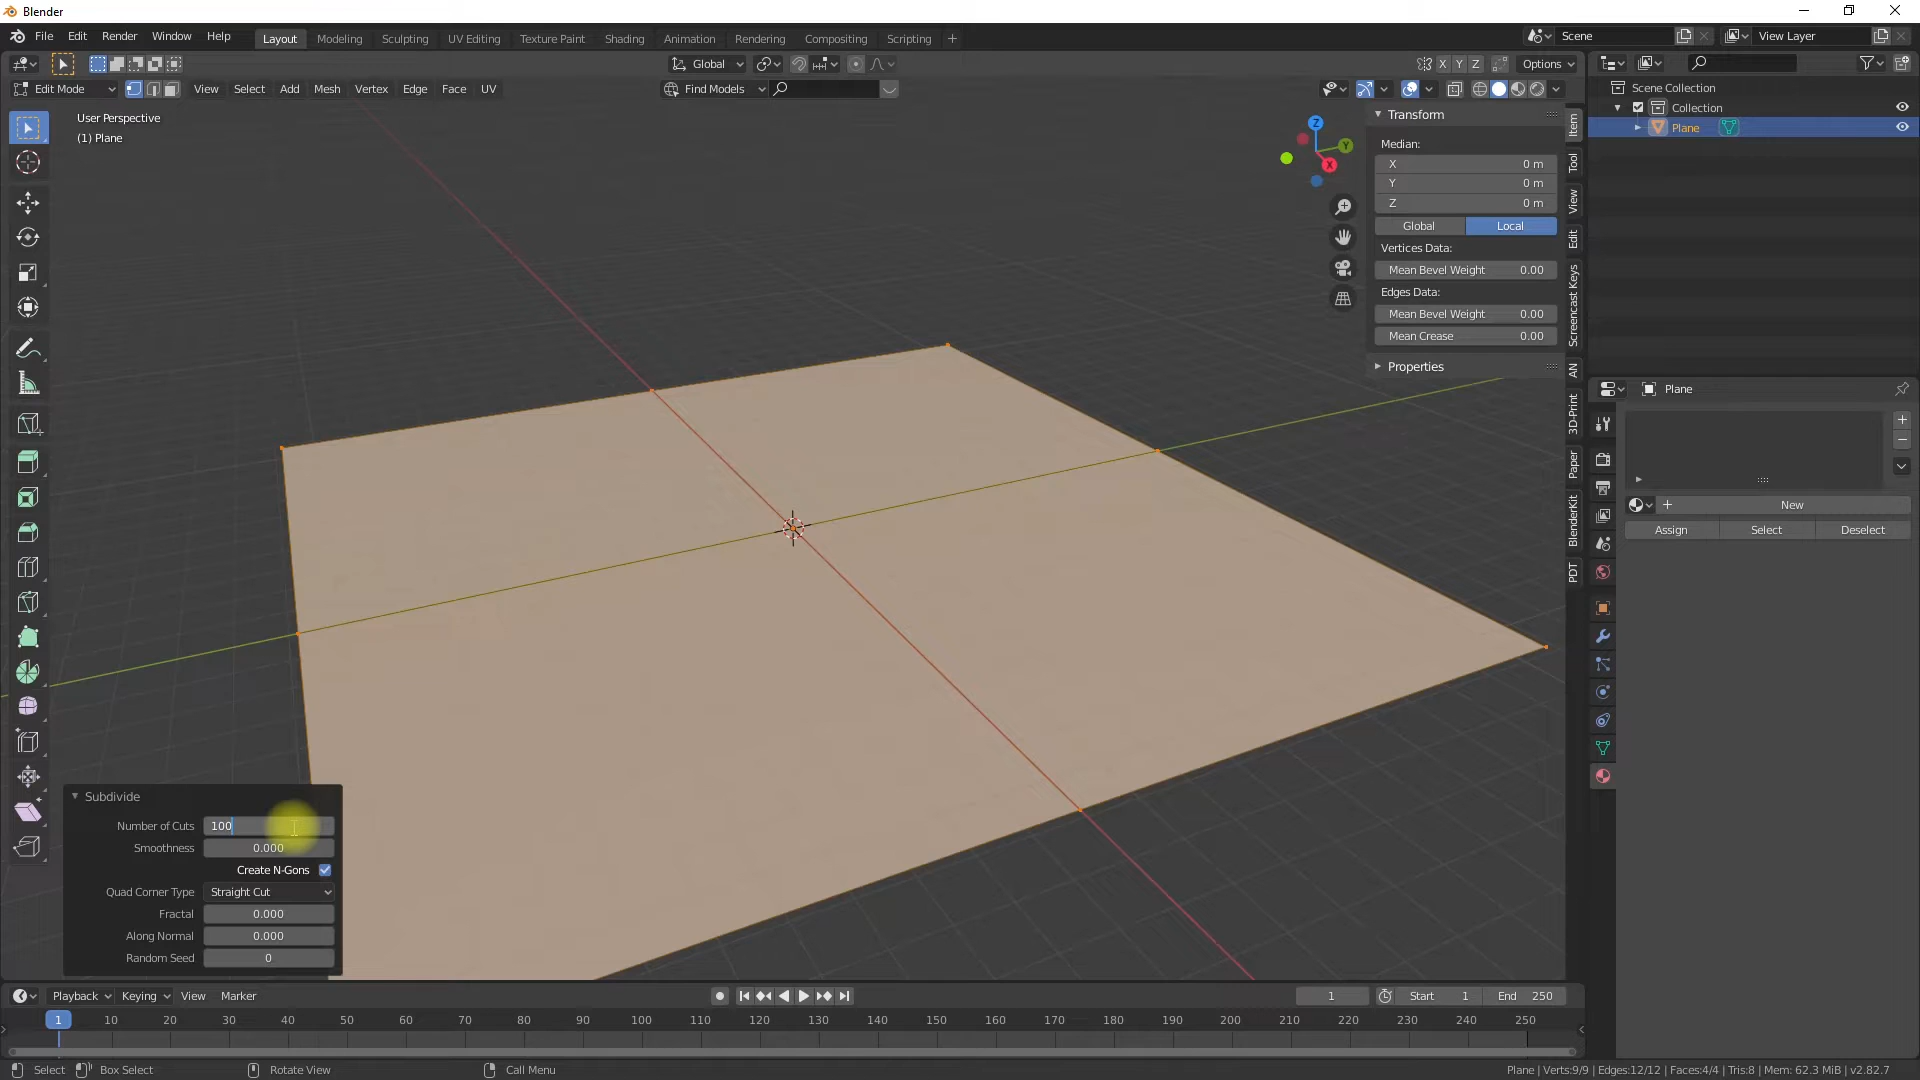 Blender
File Edit Render Window Help Layout Modeling Sculpting UV Editing Texture Paint Shading Animation Rendering Compositing Scripting + Scene View Layer
Global X Y Z Options
Edit Mode View Select Add Mesh Vertex Edge Face UV Find Models
User Perspective
(1) Plane
Z
Y
X
Transform
Median:
X 0 m
Y 0 m
Z 0 m
Global Local
Vertices Data:
Mean Bevel Weight 0.00
Edges Data:
Mean Bevel Weight 0.00
Mean Crease 0.00
Properties
Item
Tool
View
Edit
Screencast Keys
AN
3D-Print
Paper
BlenderKit
PDT
Scene Collection
Collection
Plane
Plane
New
Assign Select Deselect
Subdivide
Number of Cuts 100
Smoothness 0.000
Create N-Gons
Quad Corner Type Straight Cut
Fractal 0.000
Along Normal 0.000
Random Seed 0
Playback Keying View Marker 1 Start 1 End 250
1 10 20 30 40 50 60 70 80 90 100 110 120 130 140 150 160 170 180 190 200 210 220 230 240 250
Select Box Select Rotate View Call Menu Plane | Verts:9/9 | Edges:12/12 | Faces:4/4 | Tris:8 | Mem: 62.3 MiB | v2.82.7